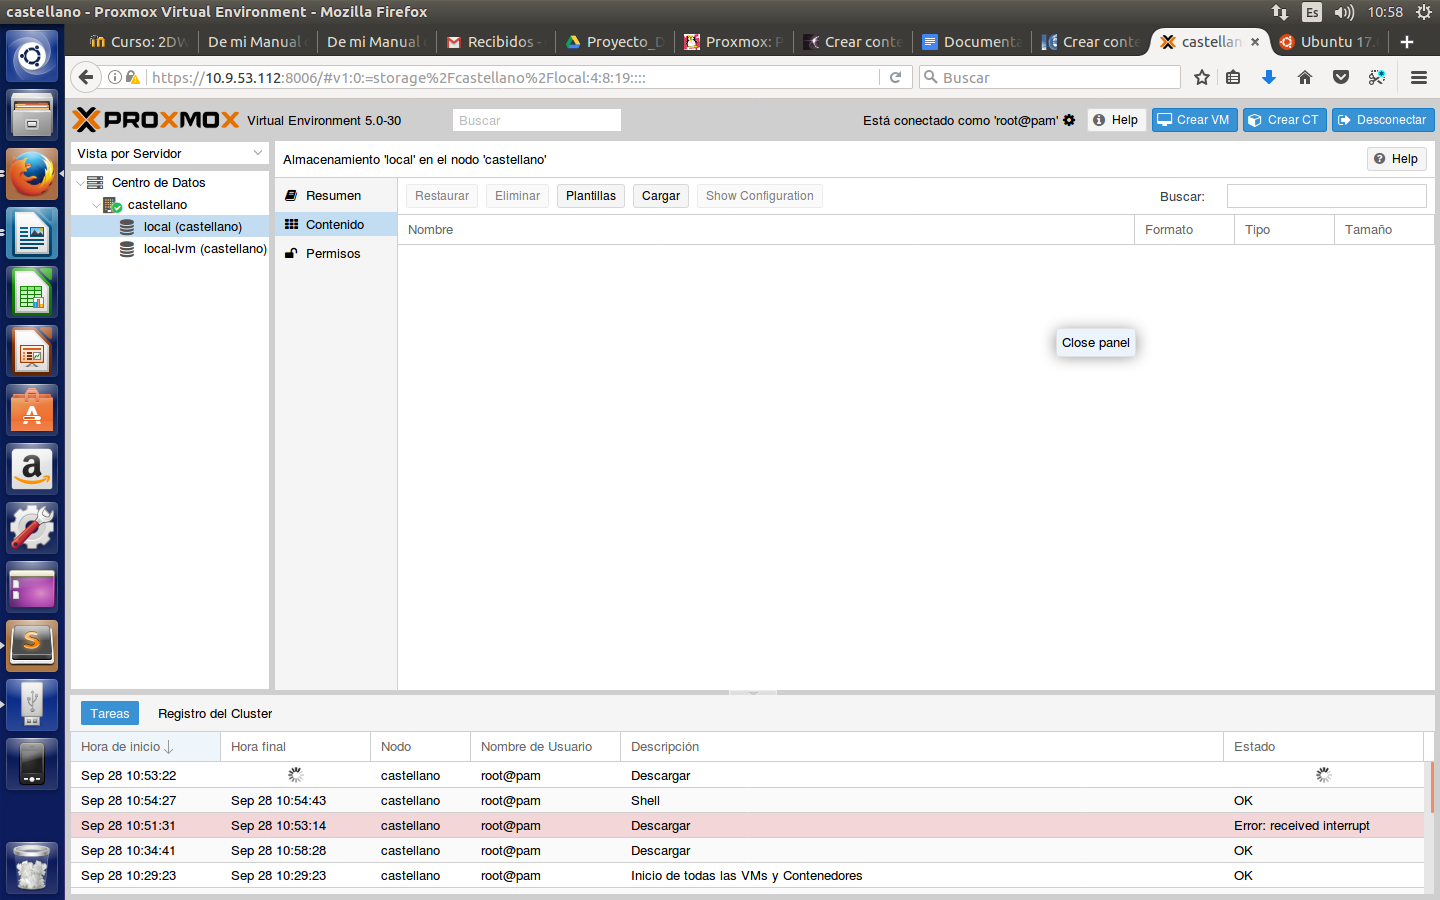 castellano - Proxmox Virtual Environment - Mozilla Firefox
Es
10:58
Curso: 2DW
De mi Manual
De mi Manual
Recibidos -
Proyecto_D
Proxmox: P
Crear conte
Documenta
Crear conte
castellan
Ubuntu 17.
https://10.9.53.112:8006/#v1:0:=storage%2Fcastellano%2Flocal:4:8:19::::
Buscar
PROXMOX
Virtual Environment 5.0-30
Buscar
Está conectado como 'root@pam'
Help
Crear VM
Crear CT
Desconectar
Vista por Servidor
Centro de Datos
castellano
local (castellano)
local-lvm (castellano)
Almacenamiento 'local' en el nodo 'castellano'
Help
Resumen
Contenido
Permisos
Restaurar
Eliminar
Plantillas
Cargar
Show Configuration
Buscar:
Nombre
Formato
Tipo
Tamaño
Close panel
Tareas
Registro del Cluster
Hora de inicio
Hora final
Nodo
Nombre de Usuario
Descripción
Estado
Sep 28 10:53:22
castellano
root@pam
Descargar
Sep 28 10:54:27
Sep 28 10:54:43
castellano
root@pam
Shell
OK
Sep 28 10:51:31
Sep 28 10:53:14
castellano
root@pam
Descargar
Error: received interrupt
Sep 28 10:34:41
Sep 28 10:58:28
castellano
root@pam
Descargar
OK
Sep 28 10:29:23
Sep 28 10:29:23
castellano
root@pam
Inicio de todas las VMs y Contenedores
OK